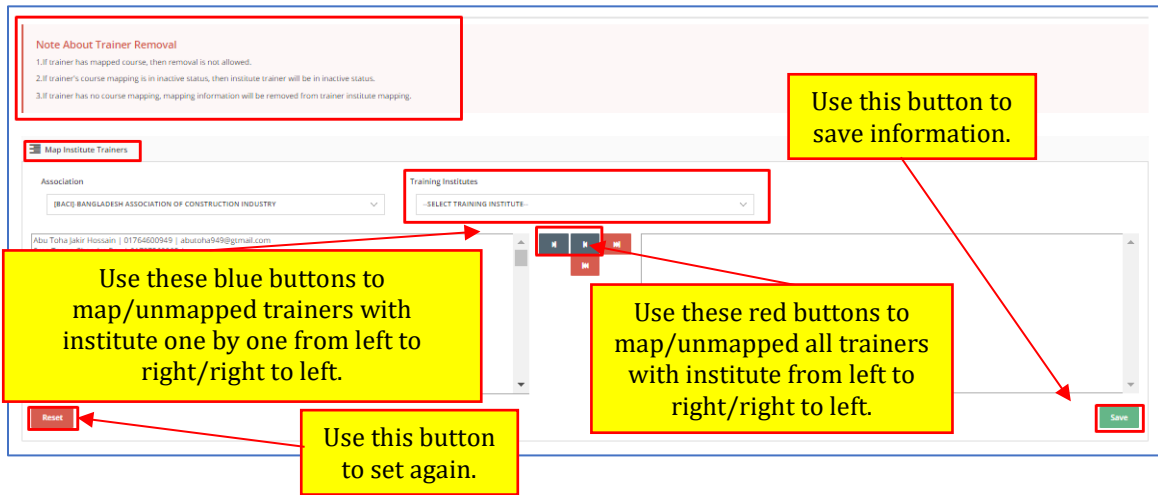 Note About Trainer Removal
1.If trainer has mapped course, then removal is not allowed.
2.If trainer's course mapping is in inactive status, then institute trainer will be in inactive status.
3.If trainer has no course mapping, mapping information will be removed from trainer institute mapping.
Use this button to
save information.
Map Institute Trainers
Association
Training Institutes
[BACI]-BANGLADESH ASSOCIATION OF CONSTRUCTION INDUSTRY
--SELECT TRAINING INSTITUTE--
Abu Toha Jakir Hossain | 01764600949 | abutoha949@gtmail.com
Use these blue buttons to
map/unmapped trainers with
institute one by one from left to
right/right to left.
Use these red buttons to
map/unmapped all trainers
with institute from left to
right/right to left.
Reset
Save
Use this button
to set again.